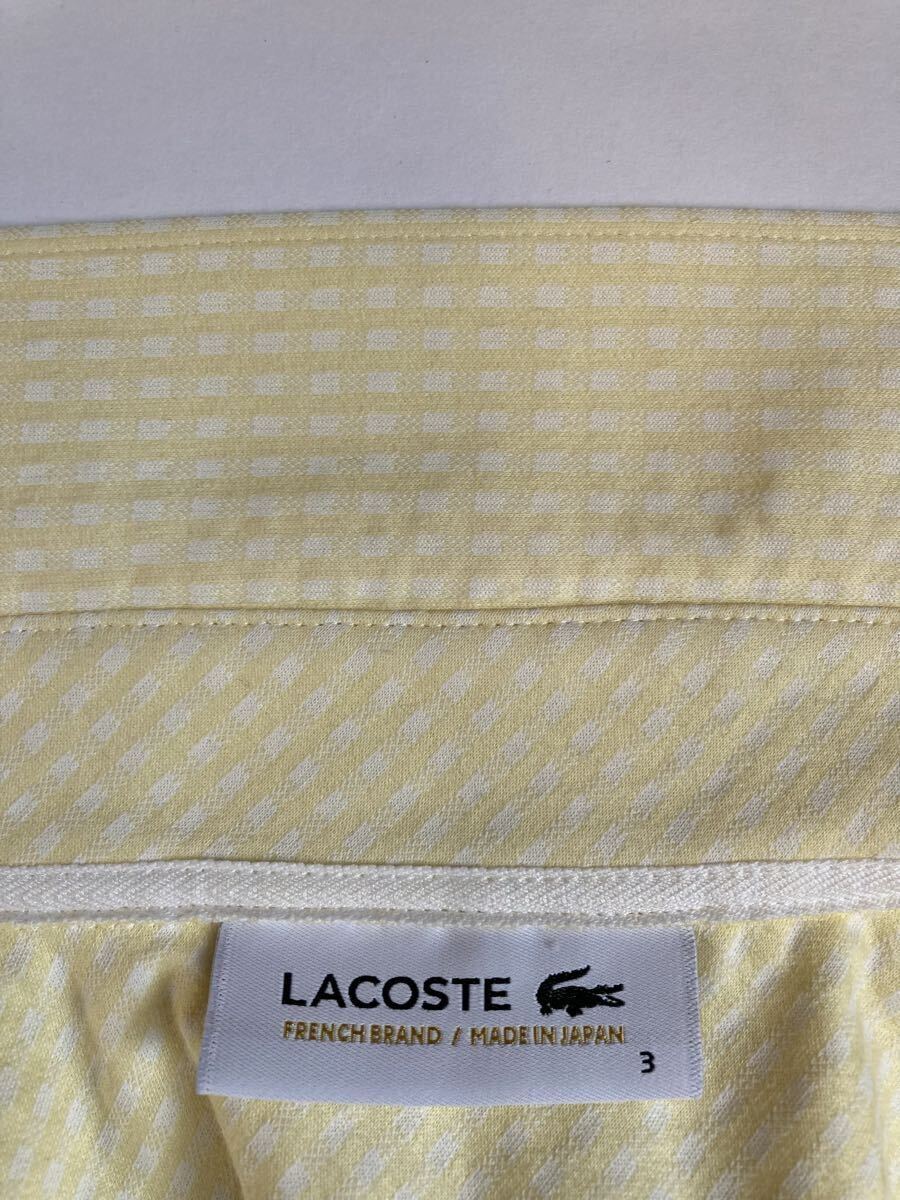 LACOSTE
FRENCH BRAND / MADE IN JAPAN
3